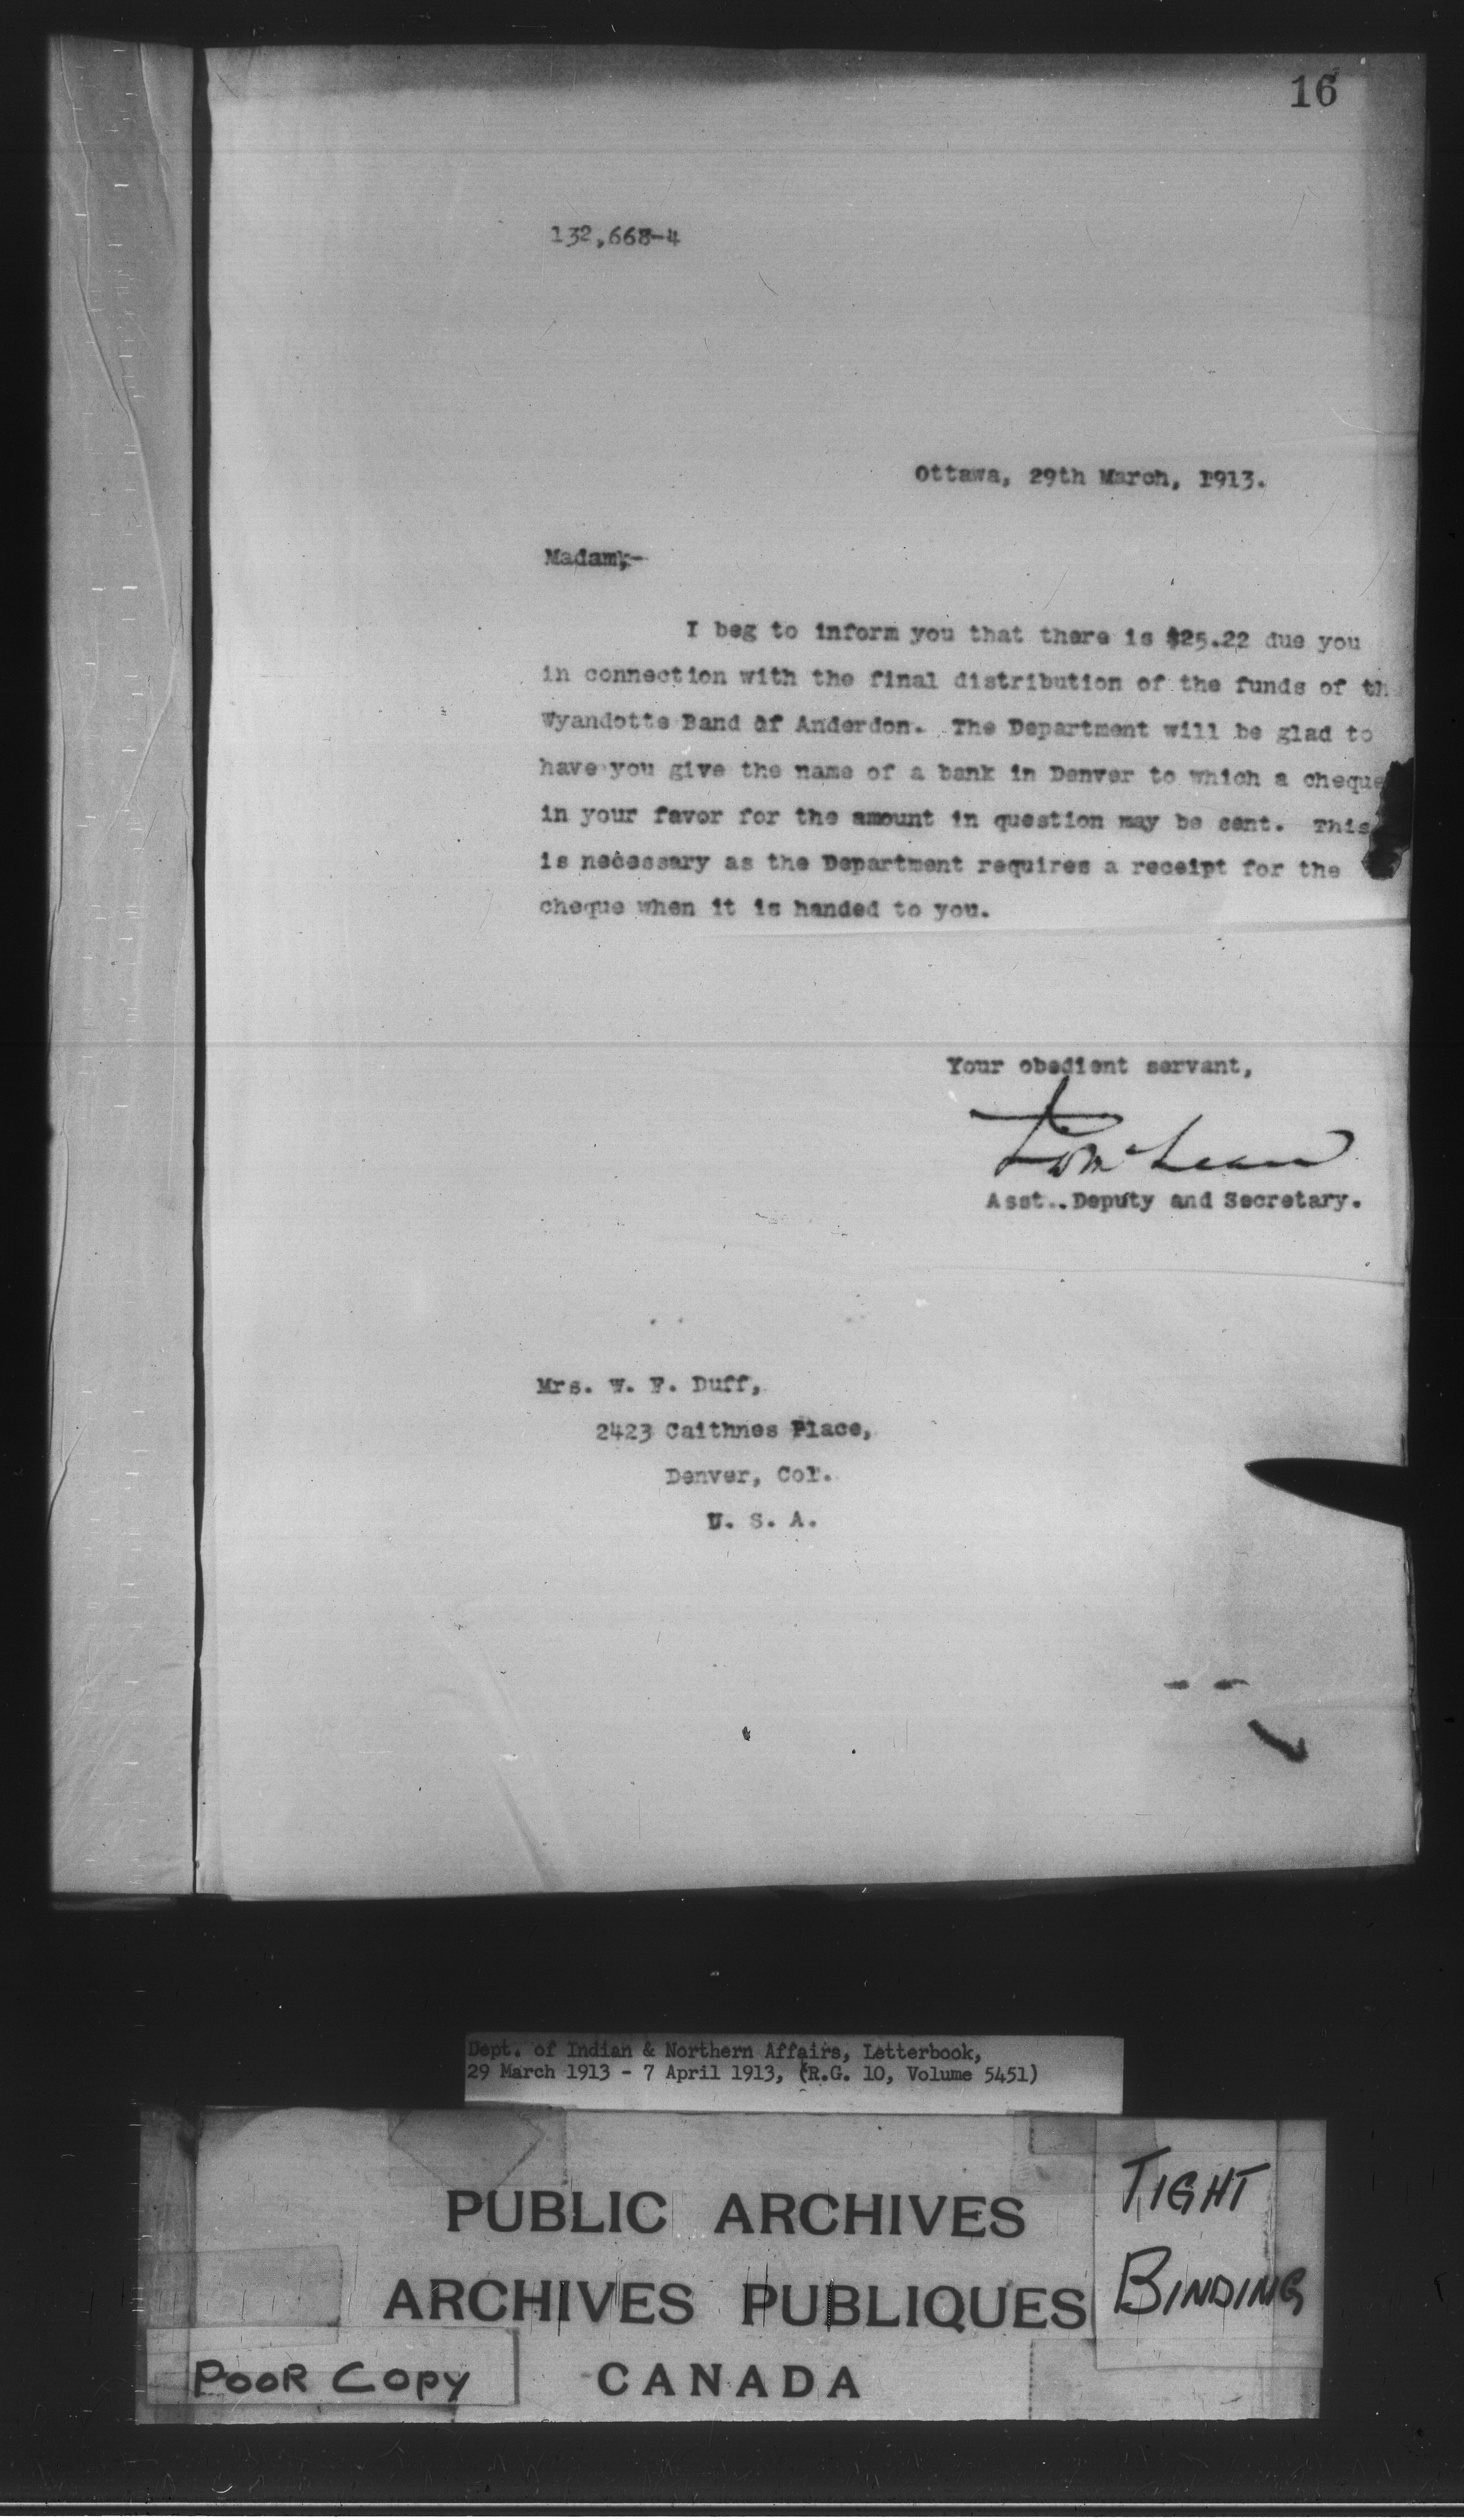 16
132,668-4
Ottawa, 29th March, 1913.
Madam;-
I beg to inform you that there is $25.22 due you
in connection with the final distribution of the funds of th
Wyandotte Band of Anderdon. The Department will be glad to
have you give the name of a bank in Denver to which a cheque
in your favor for the amount in question may be sent. This
is necessary as the Department requires a receipt for the
cheque when it is handed to you.
Your obedient servant,
J D McLean
Asst. Deputy and Secretary.
Mrs. W. F. Duff,
2423 Caithnes Place,
Denver, Col.
U. S. A.
Dept. of Indian & Northern Affairs, Letterbook,
29 March 1913 - 7 April 1913, (R.G. 10, Volume 5451)
PUBLIC ARCHIVES
ARCHIVES PUBLIQUES
CANADA
TIGHT
BINDING
POOR COPY